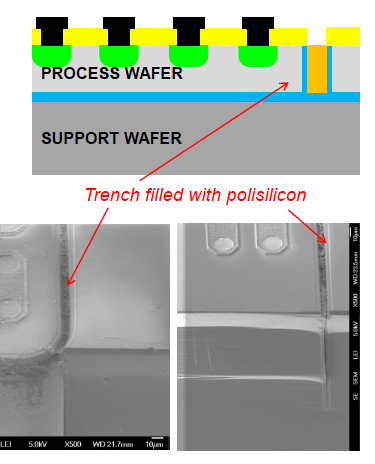 PROCESS WAFER
SUPPORT WAFER
Trench filled with polisilicon
LEI 5.0kV X500 WD 21.7mm 10μm
SE SEM LEI 5.0kV X500 WD 23.5mm 10μm